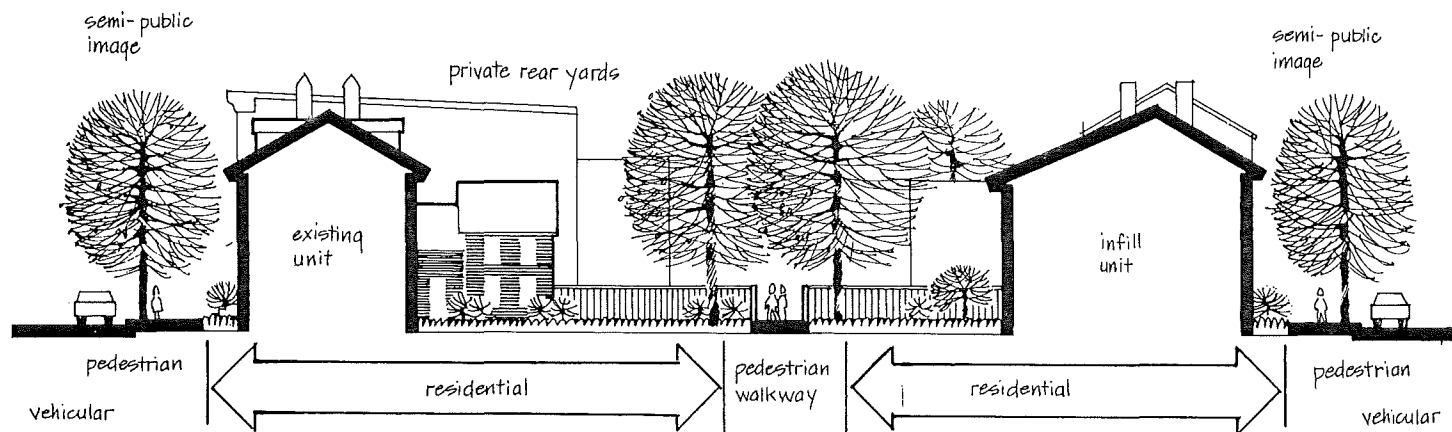 semi-public
image
private rear yards
semi-public
image
existing
unit
infill
unit
pedestrian
residential
pedestrian
walkway
residential
pedestrian
vehicular
vehicular